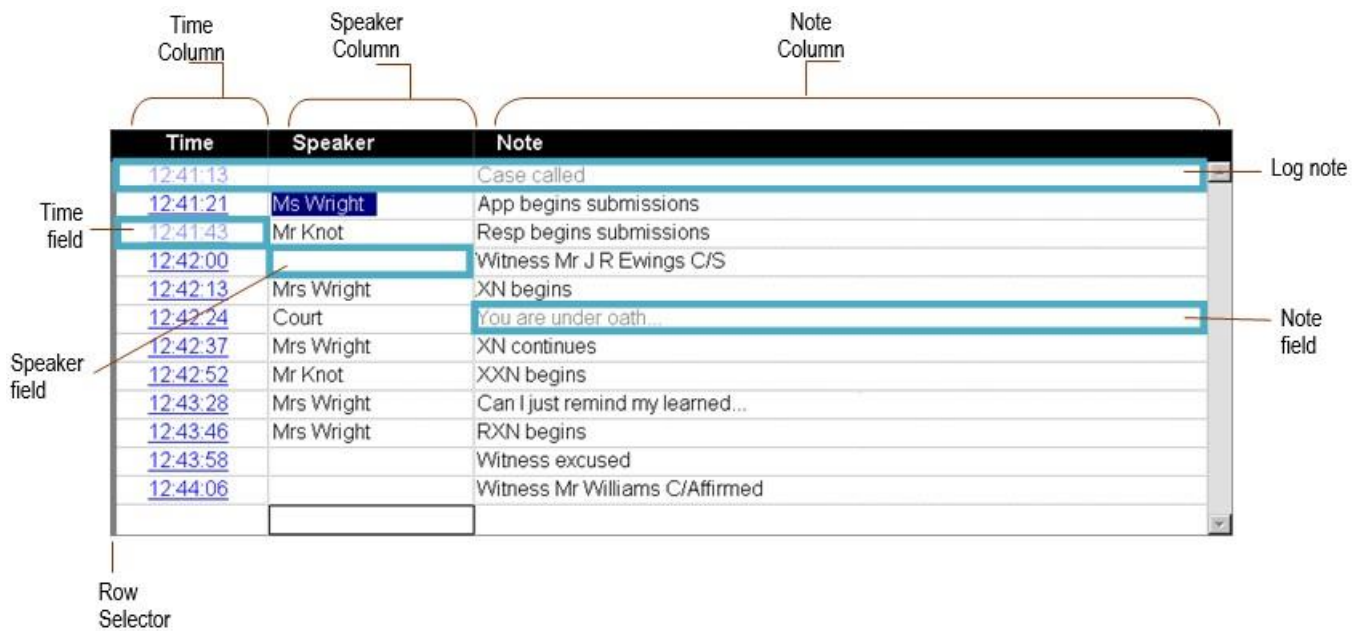 Time Column
Speaker Column
Note Column
Time Speaker Note
12:41:13 Case called
12:41:21 Ms Wright App begins submissions
12:41:43 Mr Knot Resp begins submissions
12:42:00 Witness Mr J R Ewings C/S
12:42:13 Mrs Wright XN begins
12:42:24 Court You are under oath...
12:42:37 Mrs Wright XN continues
12:42:52 Mr Knot XXN begins
12:43:28 Mrs Wright Can I just remind my learned...
12:43:46 Mrs Wright RXN begins
12:43:58 Witness excused
12:44:06 Witness Mr Williams C/Affirmed
Log note
Time field
Note field
Speaker field
Row Selector